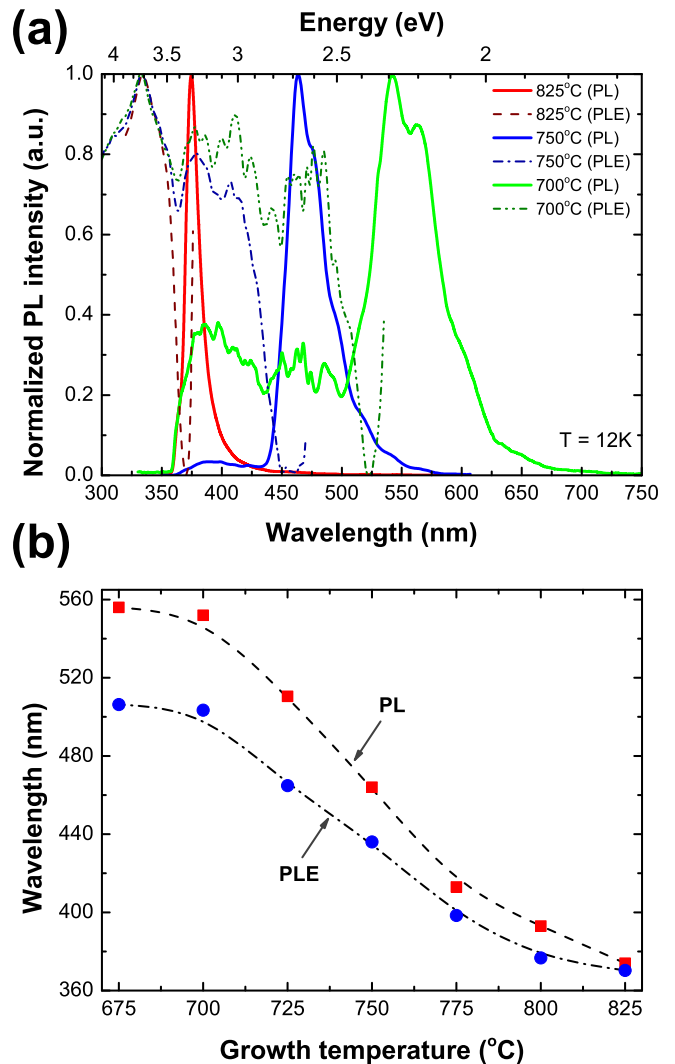 (a)
Energy (eV)
4 3.5 3 2.5 2
1.0
0.8
0.6
0.4
0.2
0.0
Normalized PL intensity (a.u.)
825°C (PL)
825°C (PLE)
750°C (PL)
750°C (PLE)
700°C (PL)
700°C (PLE)
T = 12K
300 350 400 450 500 550 600 650 700 750
Wavelength (nm)
(b)
560
520
480
440
400
360
Wavelength (nm)
PL
PLE
675 700 725 750 775 800 825
Growth temperature (°C)